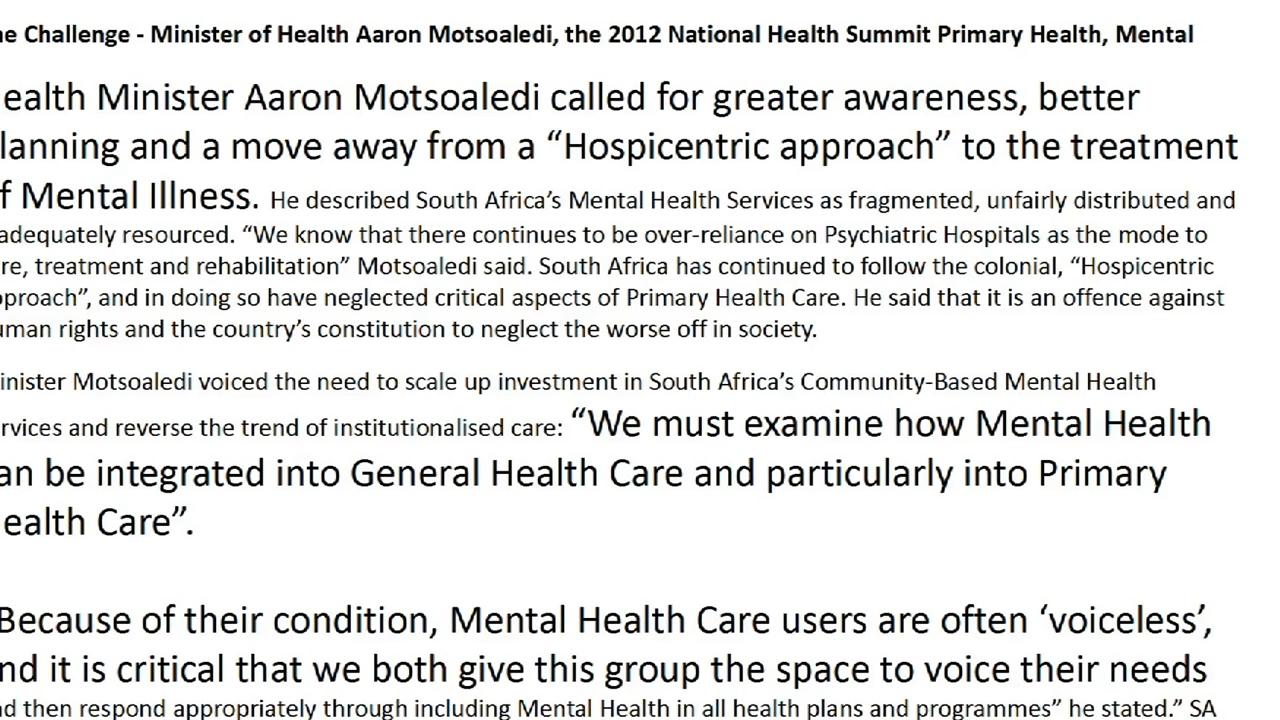 e Challenge - Minister of Health Aaron Motsoaledi, the 2012 National Health Summit Primary Health, Mental
ealth Minister Aaron Motsoaledi called for greater awareness, better
lanning and a move away from a “Hospicentric approach” to the treatment
f Mental Illness. He described South Africa’s Mental Health Services as fragmented, unfairly distributed and
adequately resourced. “We know that there continues to be over-reliance on Psychiatric Hospitals as the mode to
re, treatment and rehabilitation” Motsoaledi said. South Africa has continued to follow the colonial, “Hospicentric
pproach”, and in doing so have neglected critical aspects of Primary Health Care. He said that it is an offence against
uman rights and the country’s constitution to neglect the worse off in society.
inister Motsoaledi voiced the need to scale up investment in South Africa’s Community-Based Mental Health
rvices and reverse the trend of institutionalised care: “We must examine how Mental Health
an be integrated into General Health Care and particularly into Primary
ealth Care”.
Because of their condition, Mental Health Care users are often ‘voiceless’,
nd it is critical that we both give this group the space to voice their needs
d then respond appropriately through including Mental Health in all health plans and programmes” he stated.” SA